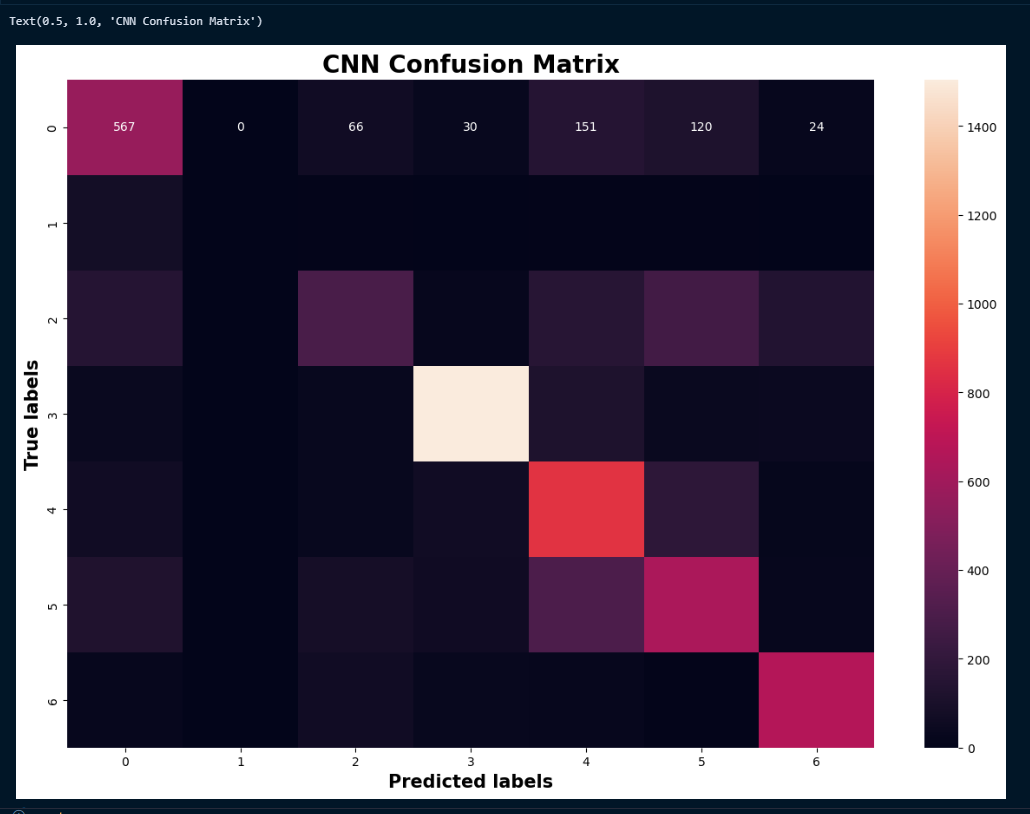 Text(0.5, 1.0, 'CNN Confusion Matrix')
CNN Confusion Matrix
567 0 66 30 151 120 24
0
1
2
3
4
5
6
True labels
0 1 2 3 4 5 6
Predicted labels
1400
1200
1000
800
600
400
200
0